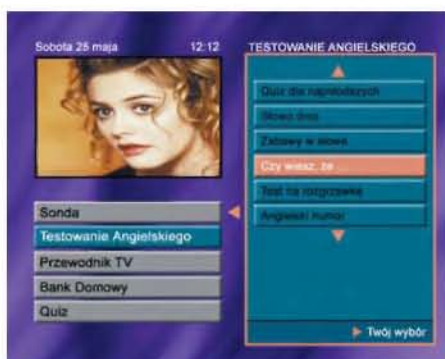 Sobota 25 maja 12:12
Sonda
Testowanie Angielskiego
Przewodnik TV
Bank Domowy
Quiz
TESTOWANIE ANGIELSKIEGO
Quiz dla najmłodszych
Słowo dnia
Zabawy w słowa
Czy wiesz, że ...
Test na rozgrzewkę
Angielski humor
Twój wybór